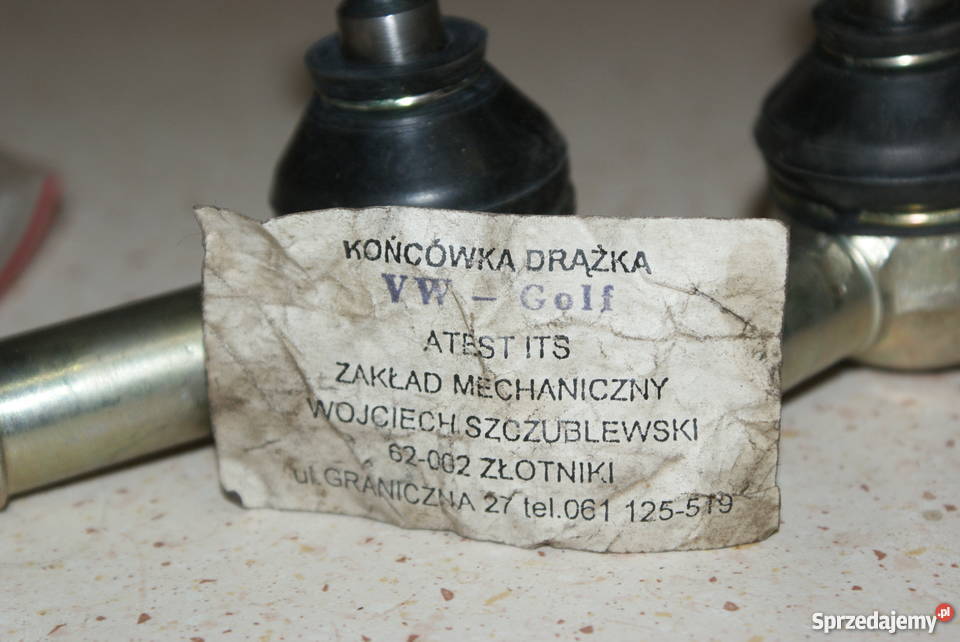 KOŃCÓWKA DRĄŻKA
VW - Golf
ATEST ITS
ZAKŁAD MECHANICZNY
WOJCIECH SZCZUBLEWSKI
62-002 ZŁOTNIKI
ul. GRANICZNA 27 tel.061 125-519
Sprzedajemy.pl